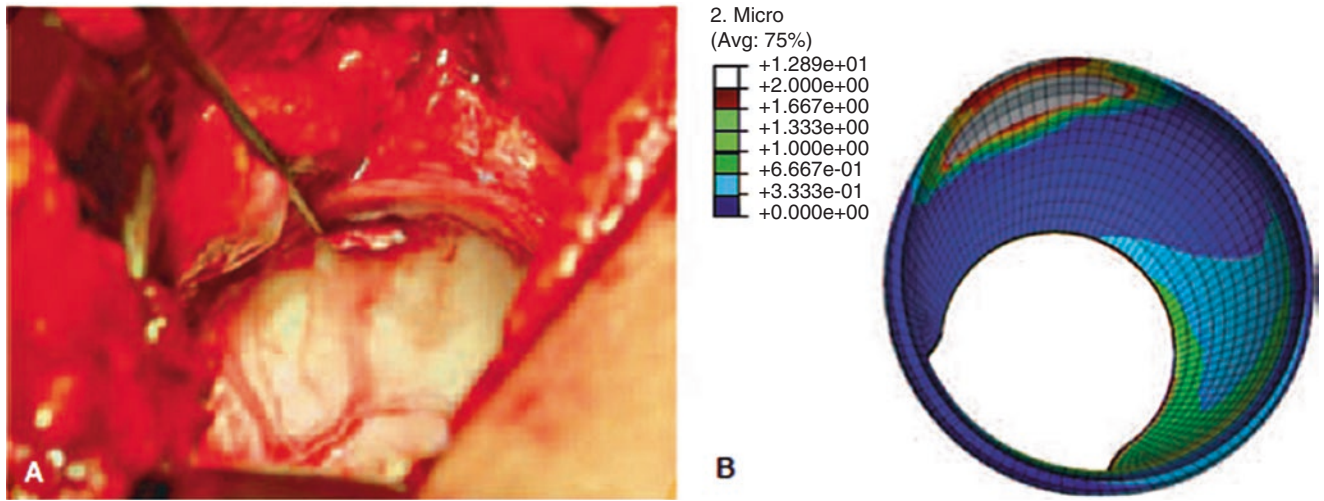 2. Micro
(Avg: 75%)
+1.289e+01
+2.000e+00
+1.667e+00
+1.333e+00
+1.000e+00
+6.667e-01
+3.333e-01
+0.000e+00
A
B